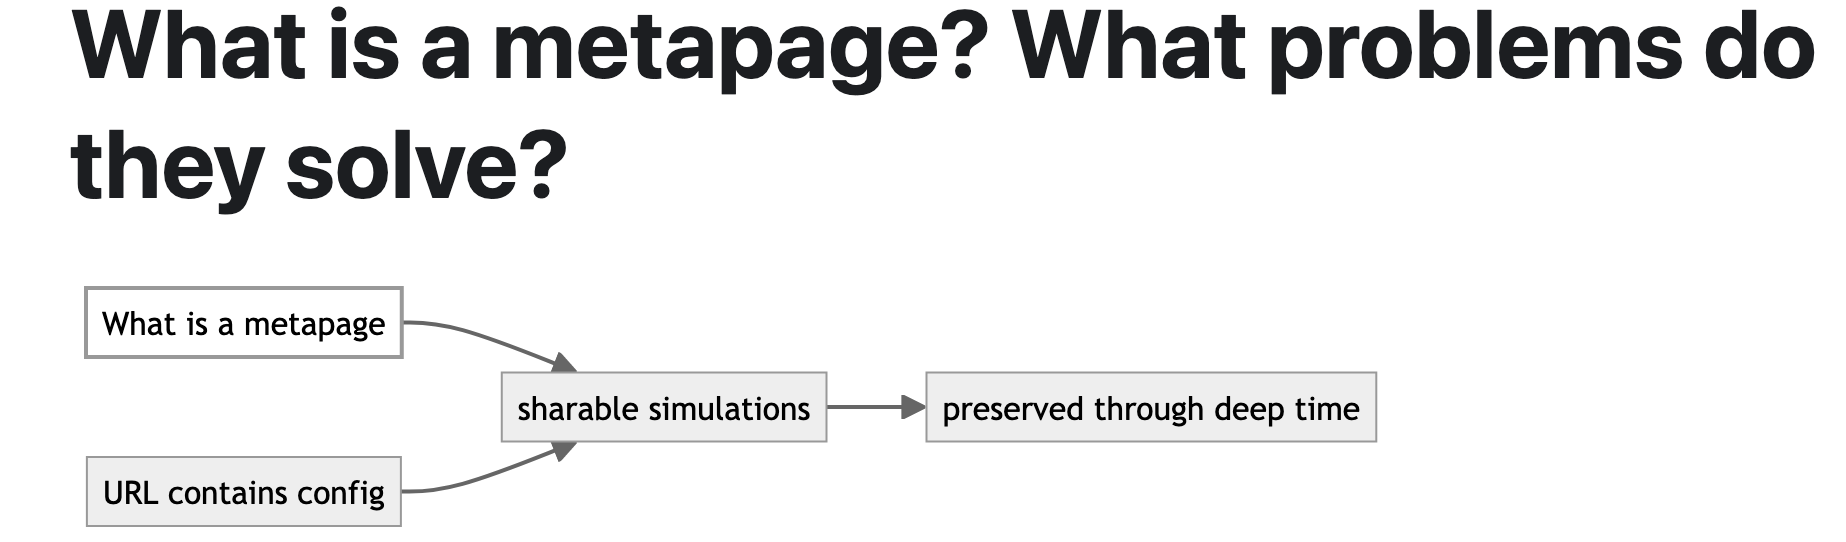 What is a metapage? What problems do
they solve?
What is a metapage
sharable simulations
preserved through deep time
URL contains config